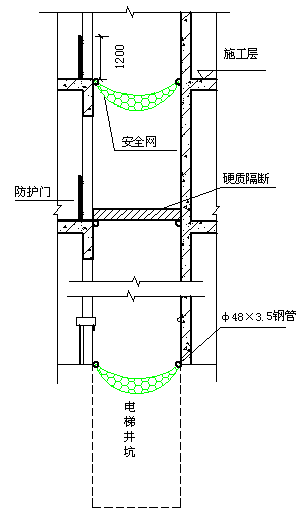 1200
施工层
安全网
硬质隔断
防护门
φ48×3.5钢管
电梯井坑